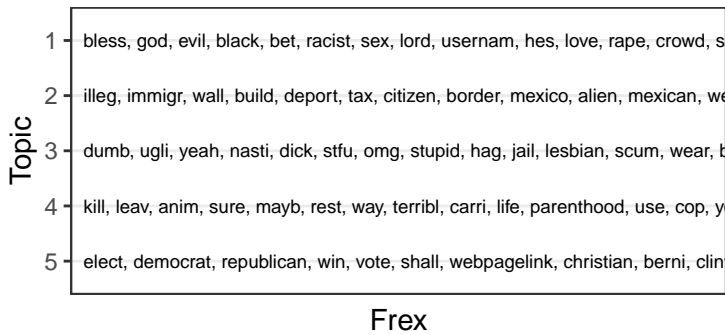 1 bless, god, evil, black, bet, racist, sex, lord, usernam, hes, love, rape, crowd, s
2 illeg, immigr, wall, build, deport, tax, citizen, border, mexico, alien, mexican, we
3 dumb, ugli, yeah, nasti, dick, stfu, omg, stupid, hag, jail, lesbian, scum, wear, b
Topic
4 kill, leav, anim, sure, mayb, rest, way, terribl, carri, life, parenthood, use, cop, y
5 elect, democrat, republican, win, vote, shall, webpagelink, christian, berni, clin
Frex